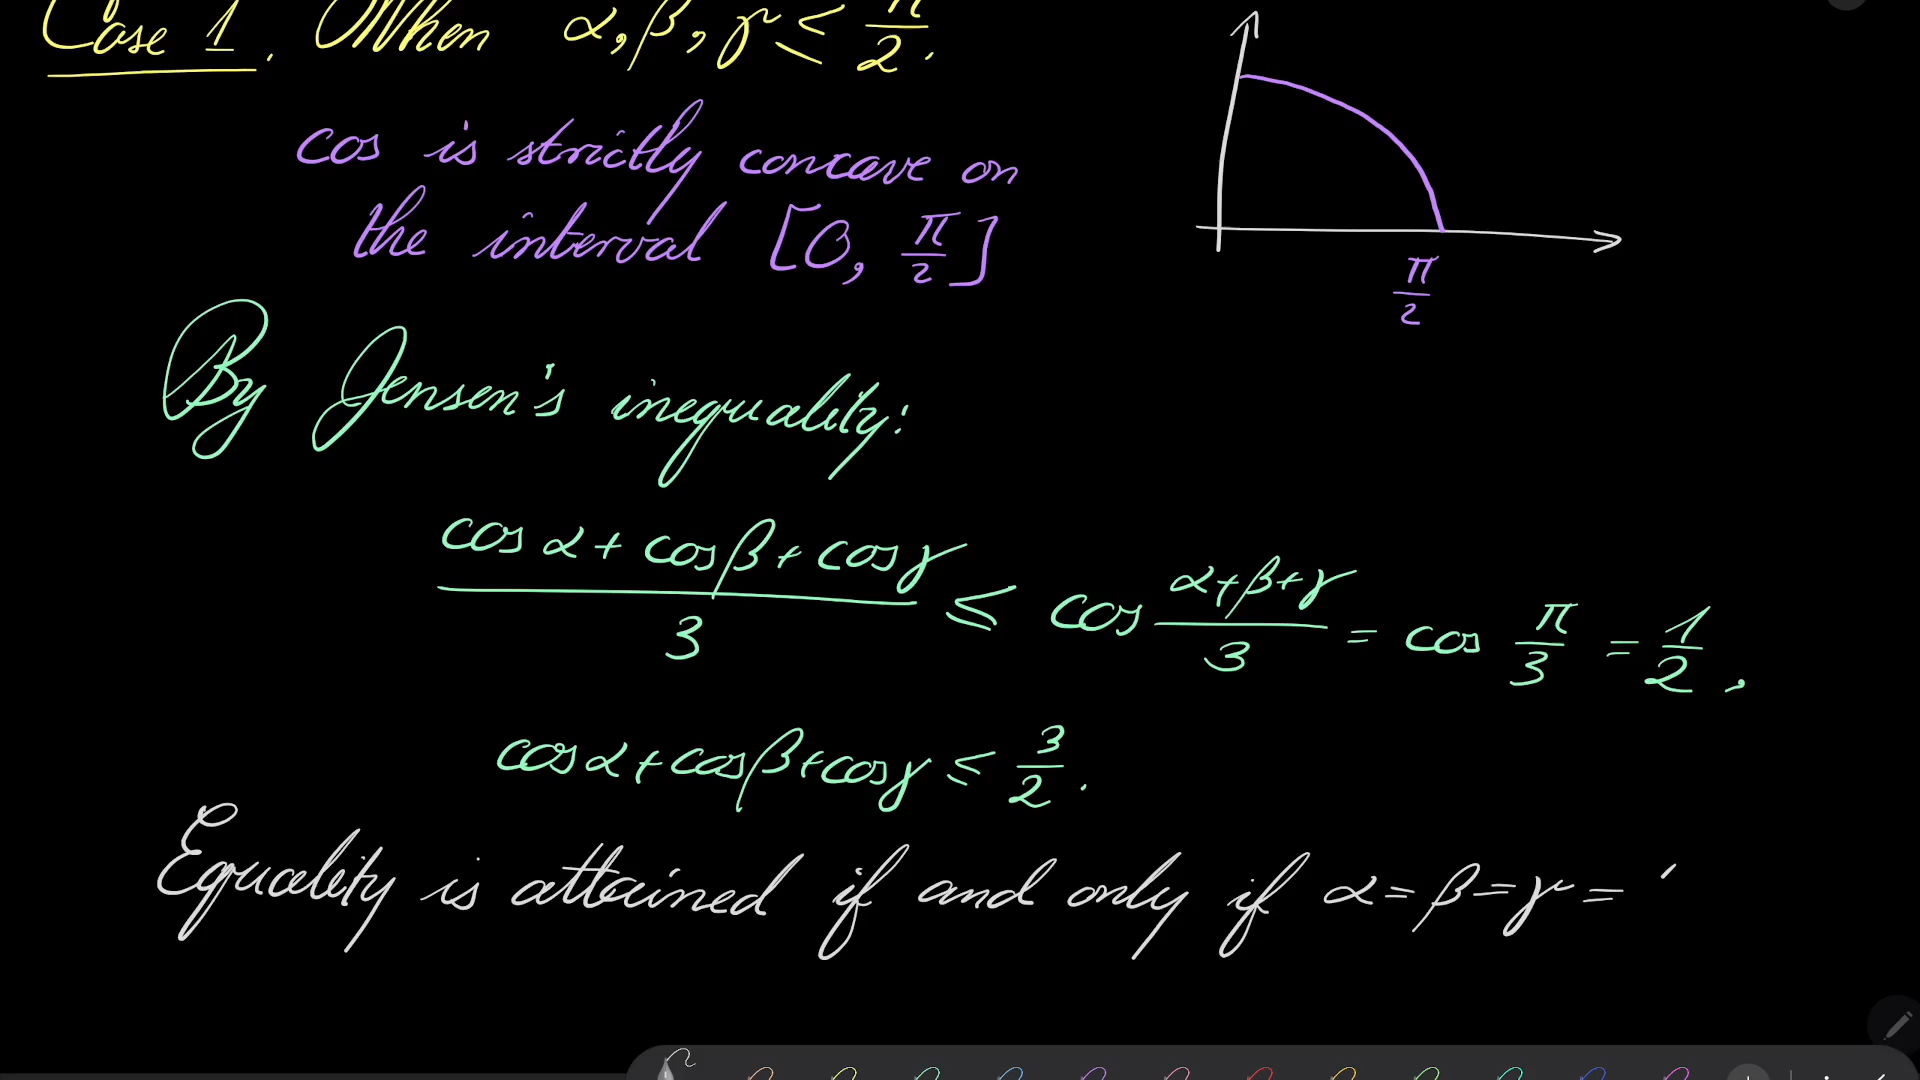 Case 1. When α, β, γ ≤ π/2.
cos is strictly concave on
the interval [0, π/2]
π/2
By Jensen's inequality:
(cos α + cos β + cos γ)/3 ≤ cos (α+β+γ)/3 = cos π/3 = 1/2,
cos α + cos β + cos γ ≤ 3/2.
Equality is attained if and only if α = β = γ =